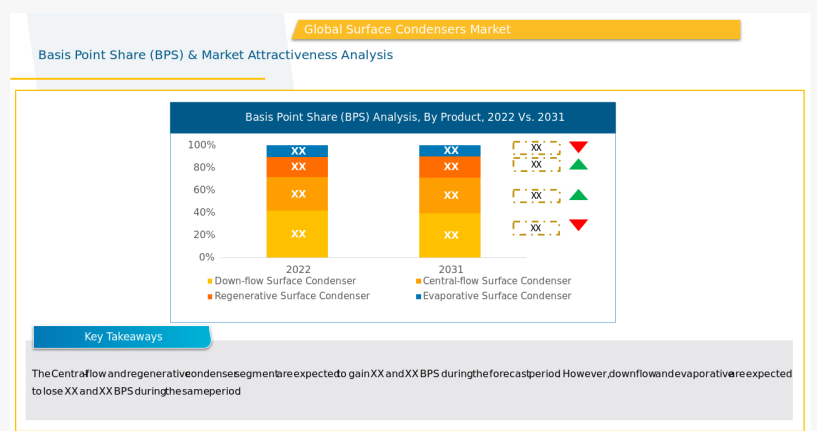 Global Surface Condensers Market
Basis Point Share (BPS) & Market Attractiveness Analysis
Basis Point Share (BPS) Analysis, By Product, 2022 Vs. 2031
100%
80%
60%
40%
20%
0%
XX
XX
XX
XX
XX
XX
XX
XX
XX
XX
XX
XX
2022
2031
Down-flow Surface Condenser
Central-flow Surface Condenser
Regenerative Surface Condenser
Evaporative Surface Condenser
Key Takeaways
The Central-flow and regenerative condenser segment are expected to gain XX and XX BPS during the forecast period. However, downflow and evaporative are expected
to lose XX and XX BPS during the same period